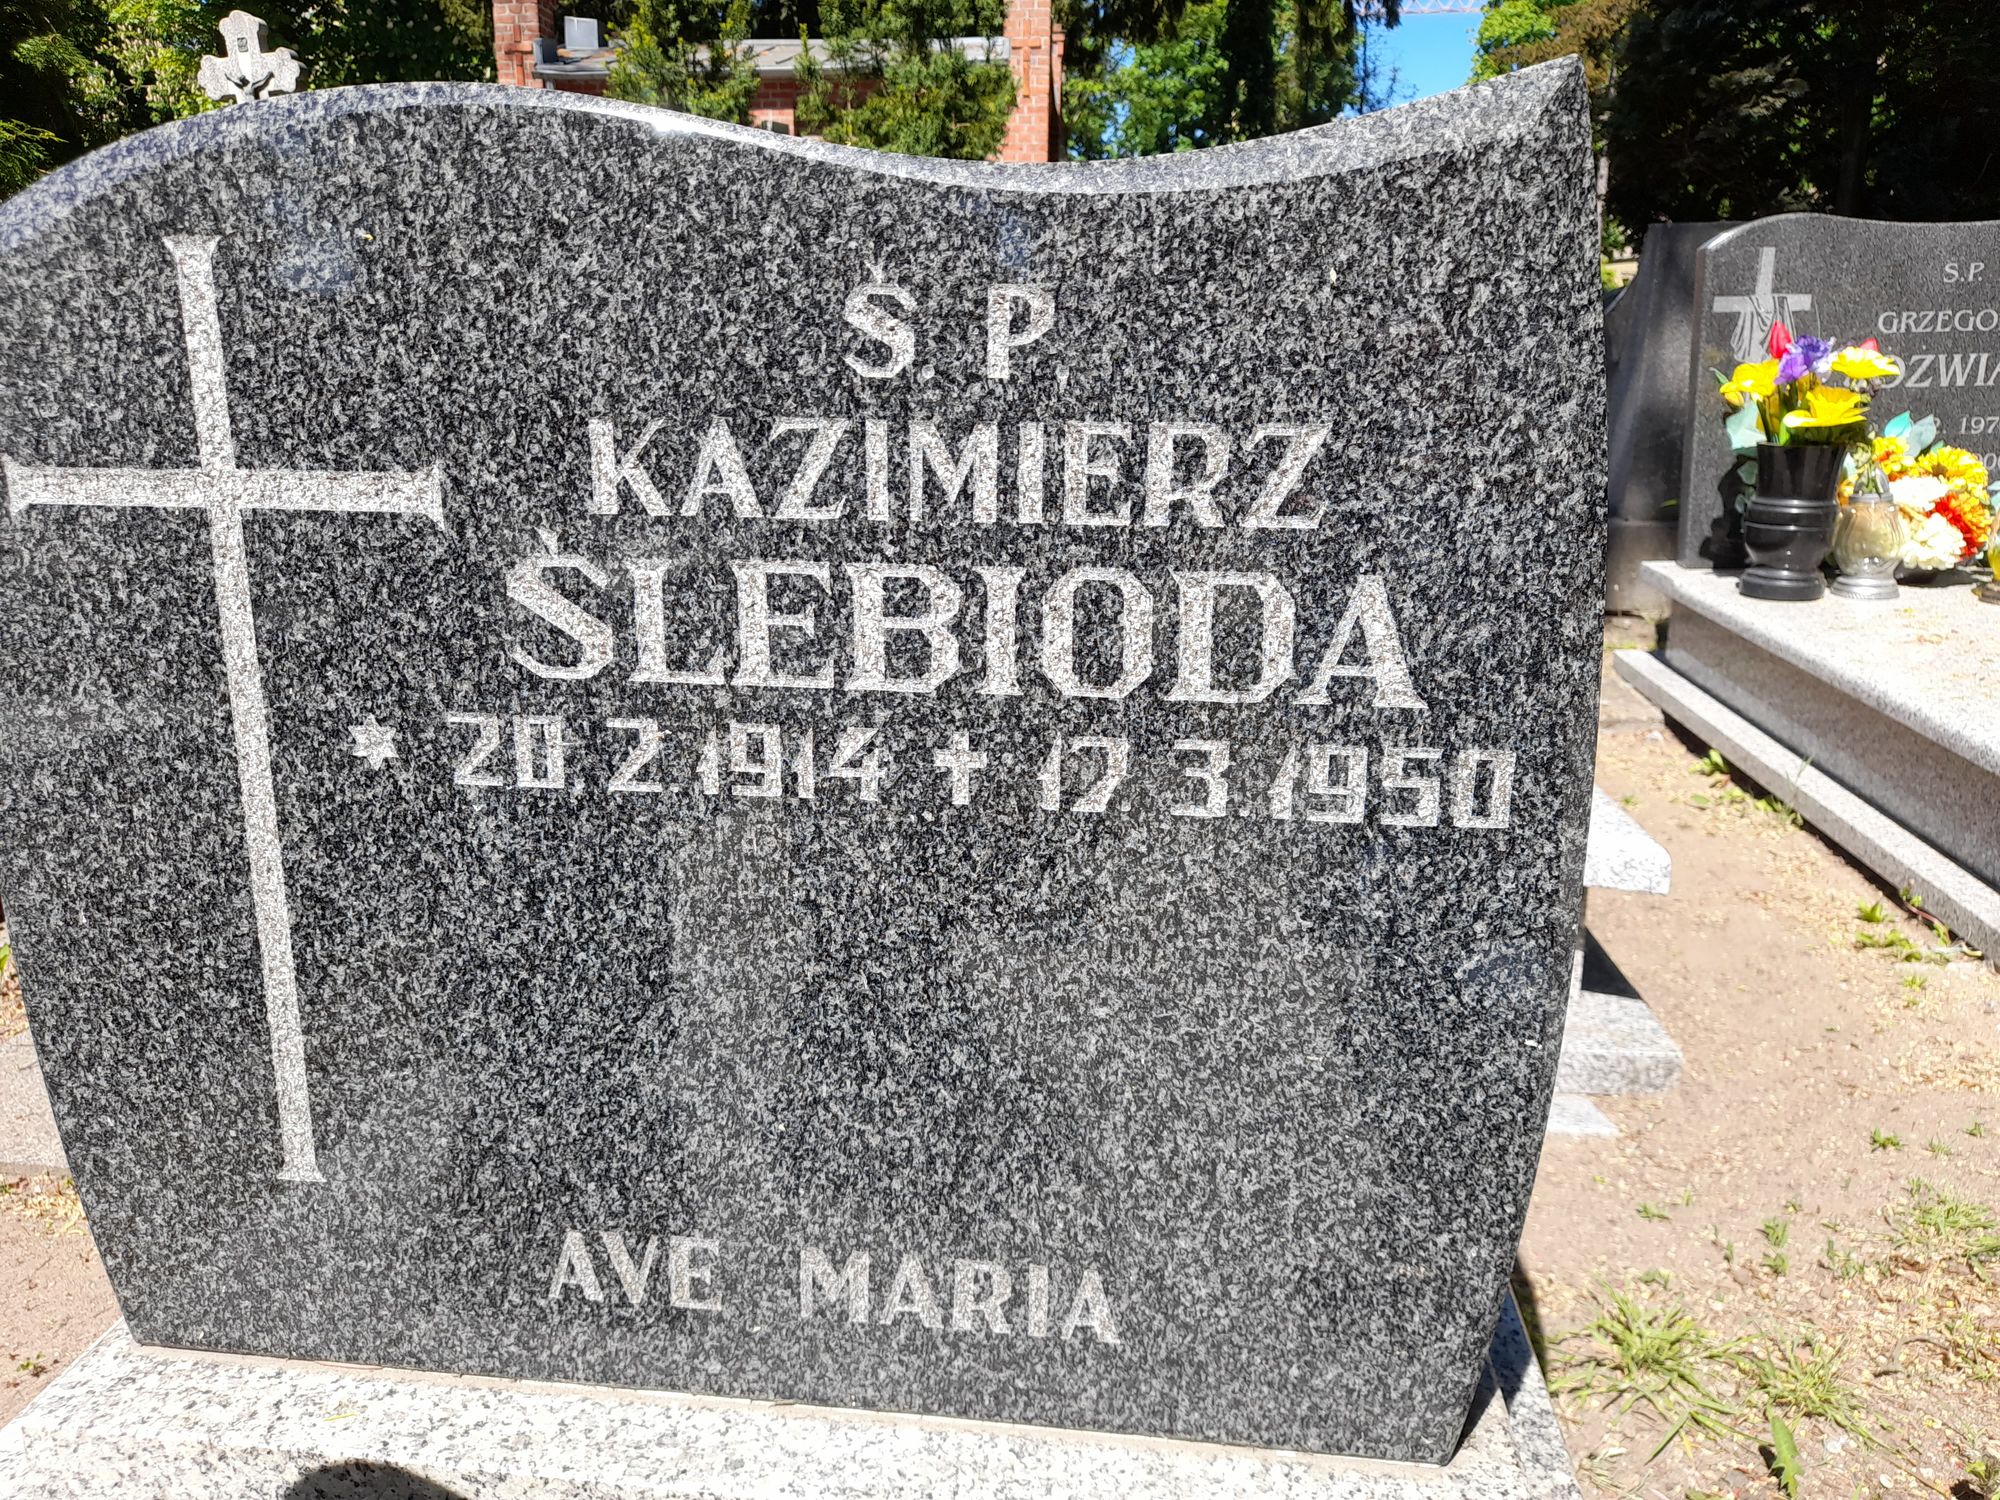 Ś. P.
KAZIMIERZ
ŚLEBIODA
* 20. 2. 1914 + 17. 3. 1950
AVE MARIA
S.P.